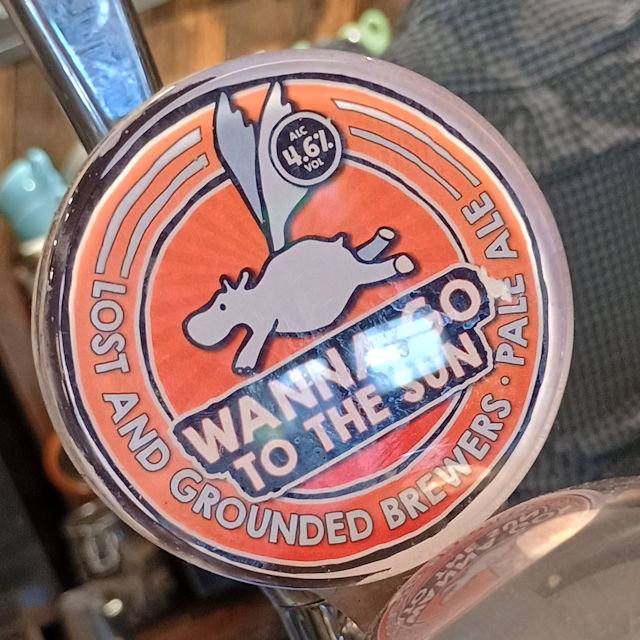 ALC
4.6%
VOL
WANNA GO
TO THE SUN
LOST AND GROUNDED BREWERS · PALE ALE